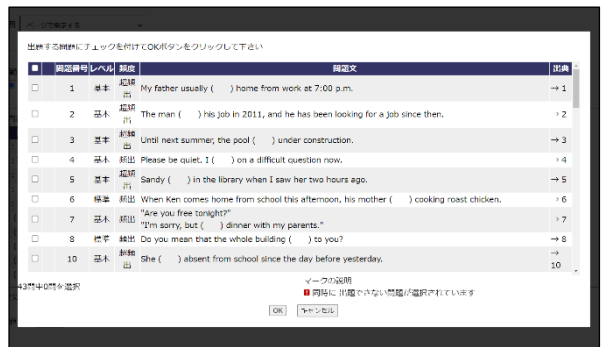 ページで指定する
出題する問題にチェックを付けてOKボタンをクリックして下さい
問題番号 レベル 頻度 問題文 出典
1 基本 超頻出 My father usually (　) home from work at 7:00 p.m. → 1
2 基本 超頻出 The man (　) his job in 2011, and he has been looking for a job since then. → 2
3 基本 超頻出 Until next summer, the pool (　) under construction. → 3
4 基本 頻出 Please be quiet. I (　) on a difficult question now. → 4
5 基本 超頻出 Sandy (　) in the library when I saw her two hours ago. → 5
6 標準 頻出 When Ken comes home from school this afternoon, his mother (　) cooking roast chicken. → 6
7 基本 頻出 "Are you free tonight?"
"I'm sorry, but (　) dinner with my parents." → 7
8 標準 頻出 Do you mean that the whole building (　) to you? → 8
10 基本 超頻出 She (　) absent from school since the day before yesterday. → 10
43問中0問を選択
マークの説明
同時に出題できない問題が選択されています
OK キャンセル